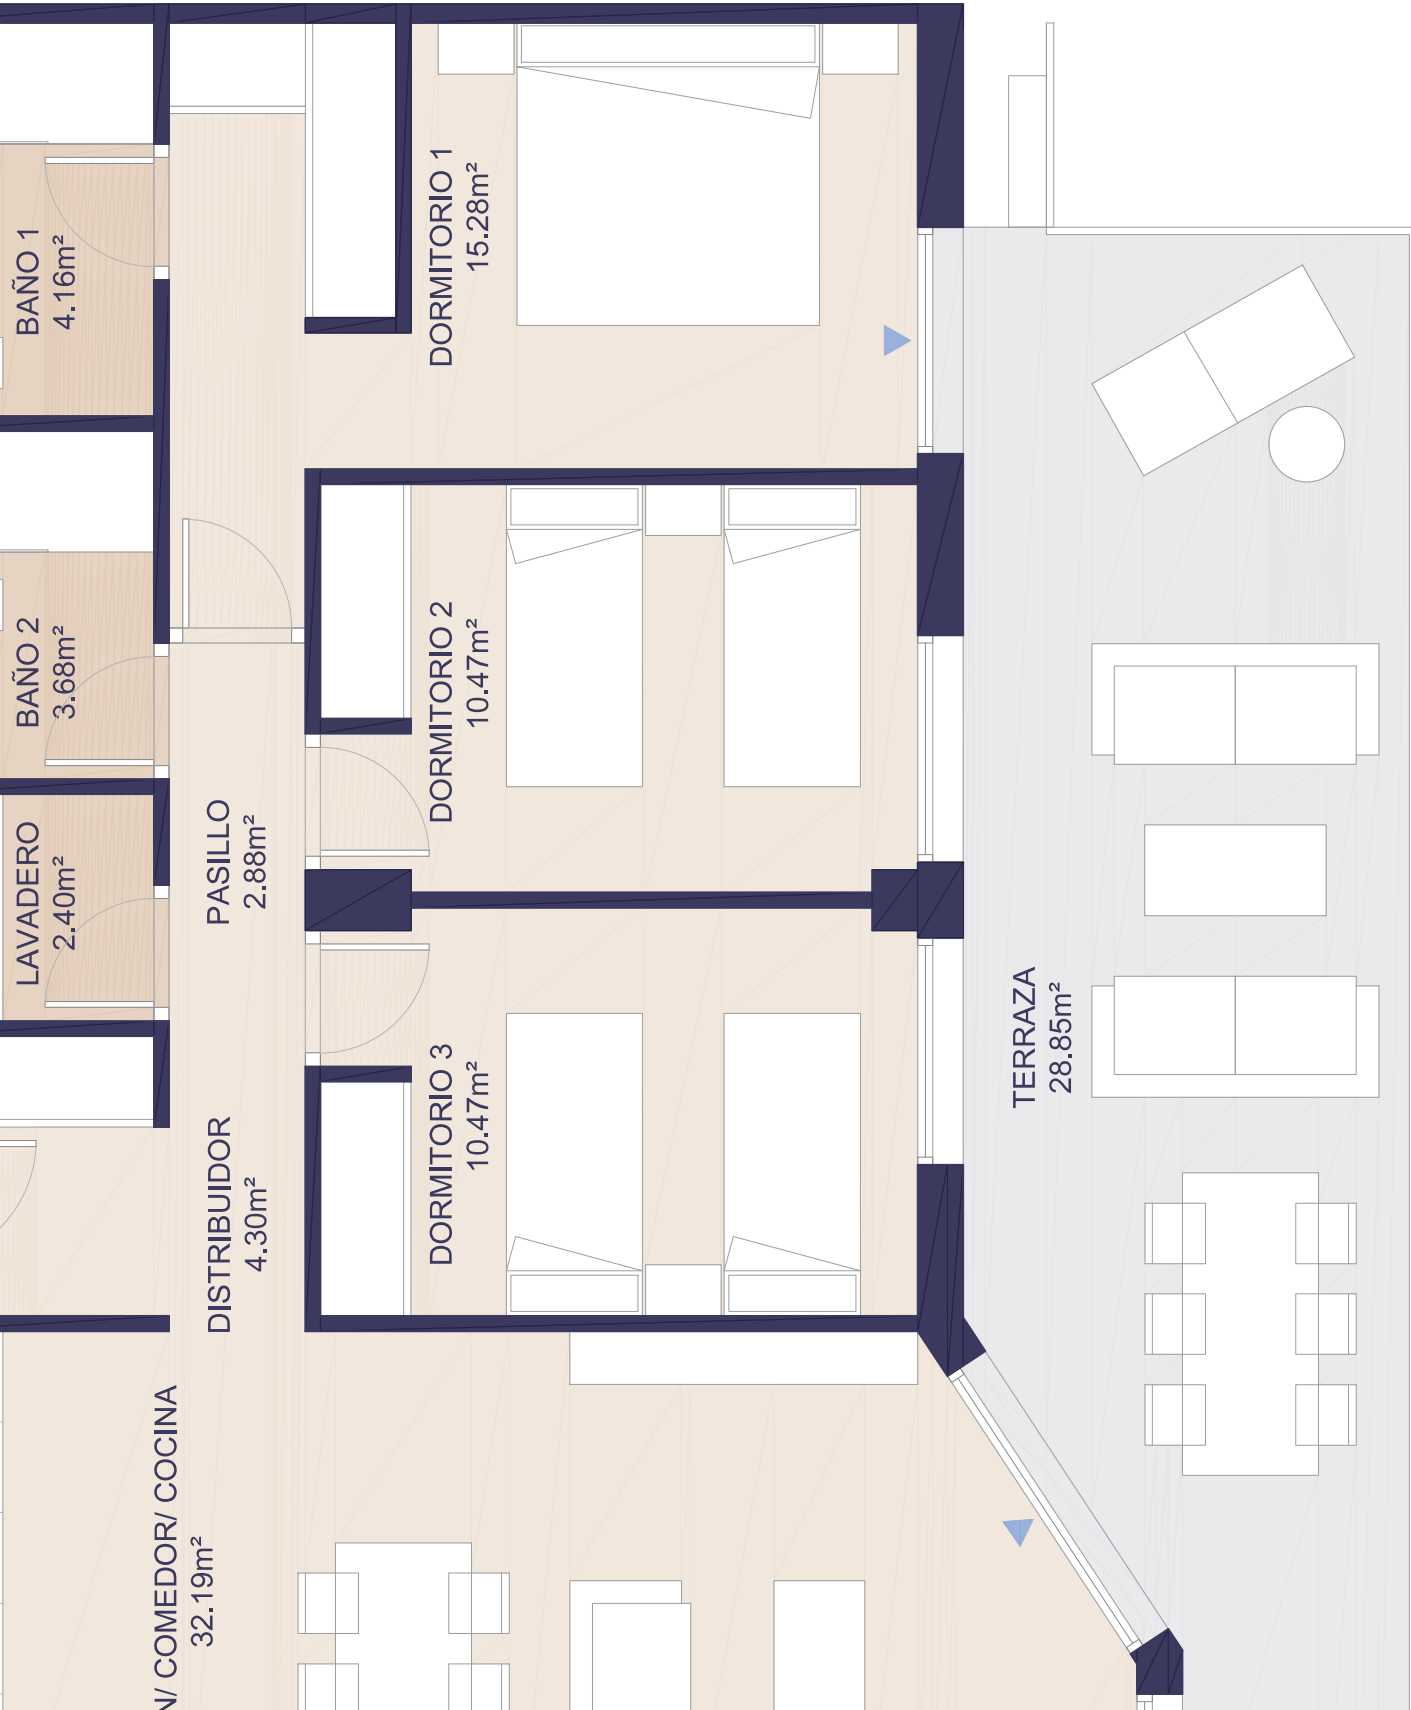 BAÑO 1
4.16m²
DORMITORIO 1
15.28m²
BAÑO 2
3.68m²
DORMITORIO 2
10.47m²
LAVADERO
2.40m²
PASILLO
2.88m²
DORMITORIO 3
10.47m²
TERRAZA
28.85m²
DISTRIBUIDOR
4.30m²
N/ COMEDOR/ COCINA
32.19m²